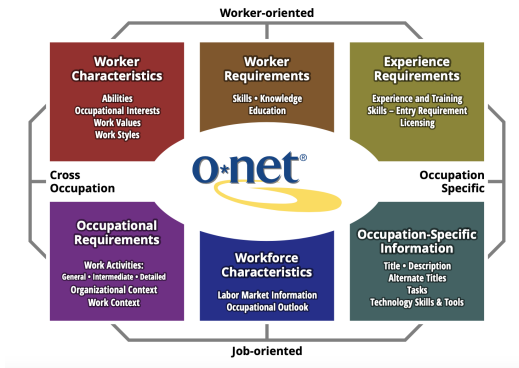 Worker-oriented
Worker
Characteristics
Abilities
Occupational Interests
Work Values
Work Styles
Worker
Requirements
Skills • Knowledge
Education
Experience
Requirements
Experience and Training
Skills – Entry Requirement
Licensing
o*net®
Cross
Occupation
Occupation
Specific
Occupational
Requirements
Work Activities:
General • Intermediate • Detailed
Organizational Context
Work Context
Workforce
Characteristics
Labor Market Information
Occupational Outlook
Occupation-Specific
Information
Title • Description
Alternate Titles
Tasks
Technology Skills & Tools
Job-oriented